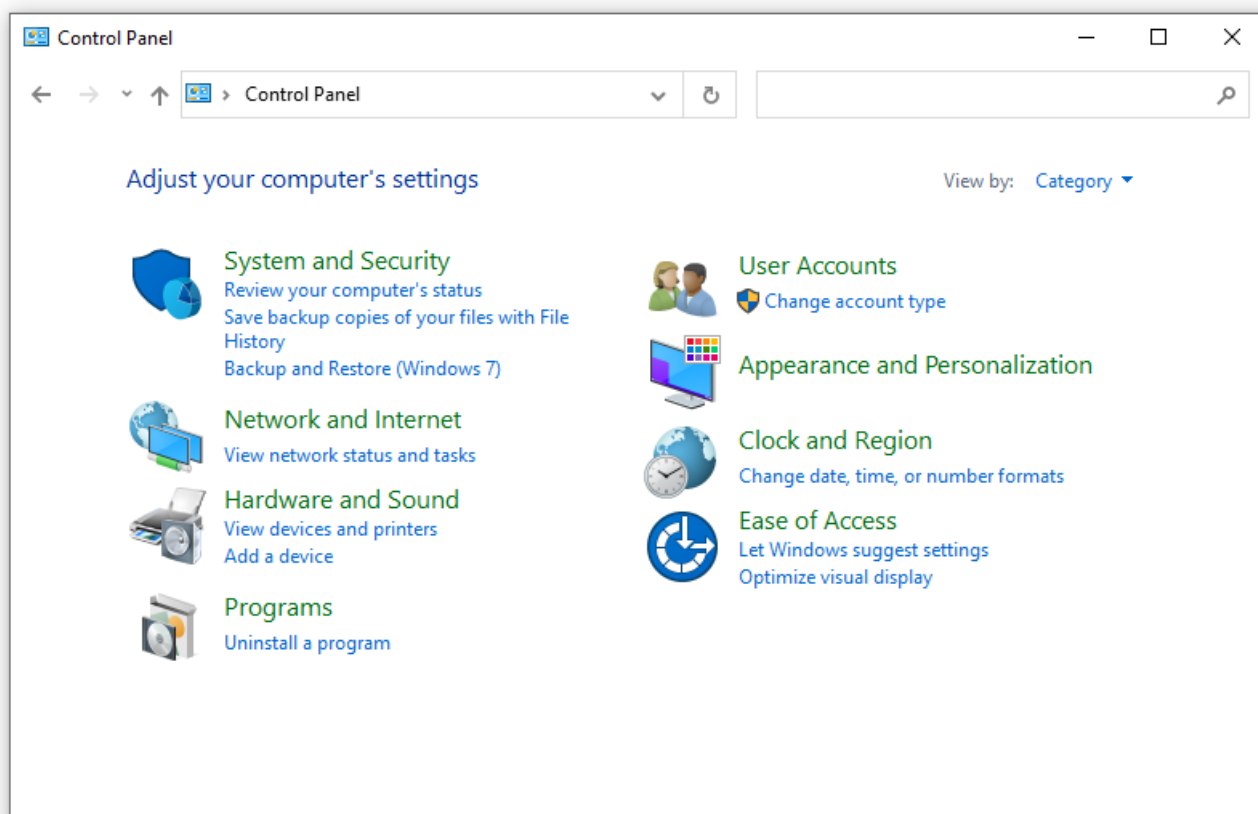 Control Panel
Control Panel
Adjust your computer's settings
View by: Category
System and Security
Review your computer's status
Save backup copies of your files with File
History
Backup and Restore (Windows 7)
Network and Internet
View network status and tasks
Hardware and Sound
View devices and printers
Add a device
Programs
Uninstall a program
User Accounts
Change account type
Appearance and Personalization
Clock and Region
Change date, time, or number formats
Ease of Access
Let Windows suggest settings
Optimize visual display